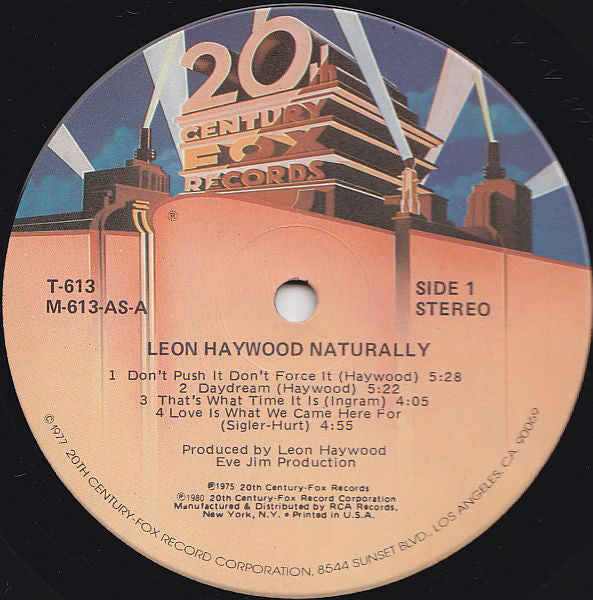 20th
CENTURY
FOX
RECORDS
®
T-613
M-613-AS-A
SIDE 1
STEREO
LEON HAYWOOD NATURALLY
1 Don't Push It Don't Force It (Haywood) 5:28
2 Daydream (Haywood) 5:22
3 That's What Time It Is (Ingram) 4:05
4 Love Is What We Came Here For
(Sigler-Hurt) 4:55
Produced by Leon Haywood
Eve Jim Production
℗1975 20th Century-Fox Records
℗1980 20th Century-Fox Record Corporation
Manufactured & Distributed by RCA Records,
New York, N.Y. • Printed in U.S.A.
©1977 20TH CENTURY-FOX RECORD CORPORATION, 8544 SUNSET BLVD., LOS ANGELES, CA. 90069